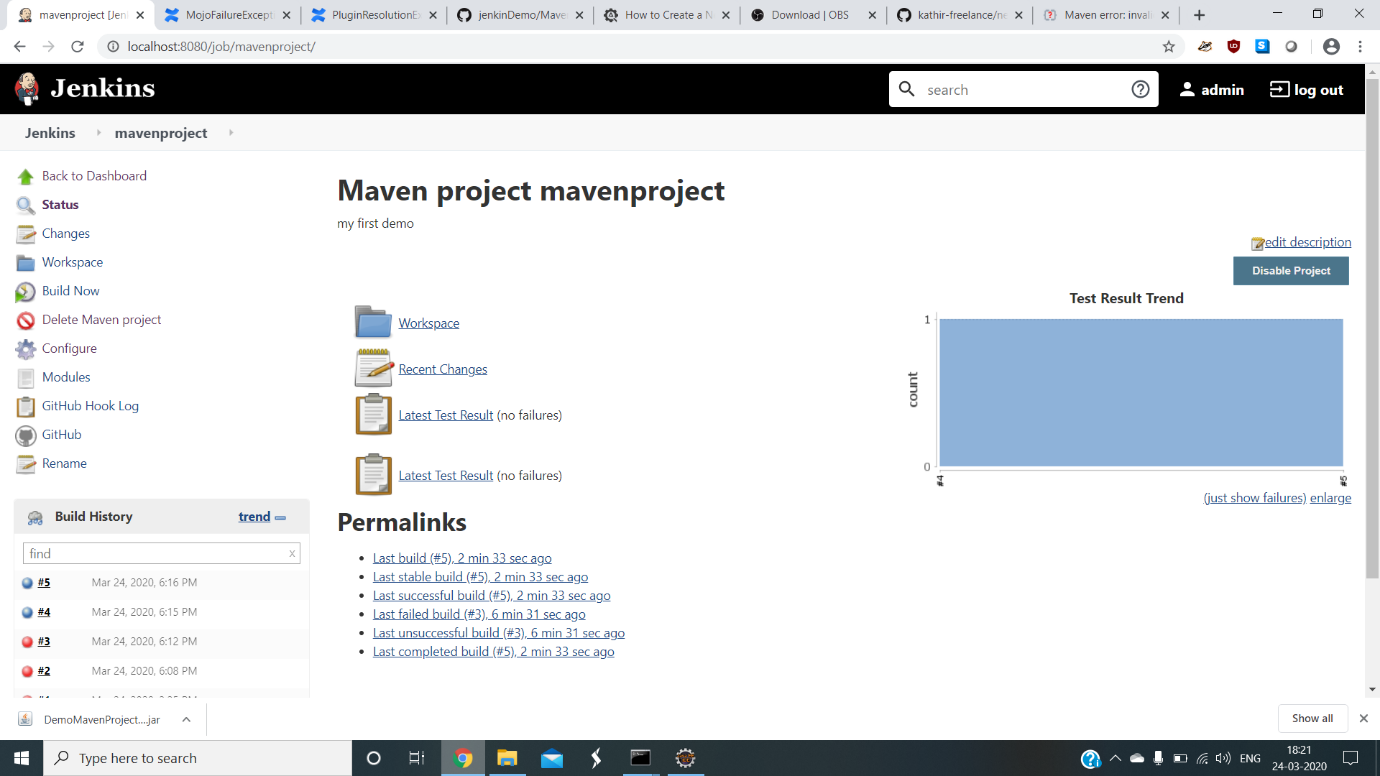 mavenproject [Jenki
MojoFailureExcepti
PluginResolutionEx
jenkinDemo/Maven
How to Create a N
Download | OBS
kathir-freelance/ne
Maven error: invali
localhost:8080/job/mavenproject/
Jenkins
search
admin
log out
Jenkins
mavenproject
Back to Dashboard
Status
Changes
Workspace
Build Now
Delete Maven project
Configure
Modules
GitHub Hook Log
GitHub
Rename
Build History
trend
find
x
#5 Mar 24, 2020, 6:16 PM
#4 Mar 24, 2020, 6:15 PM
#3 Mar 24, 2020, 6:12 PM
#2 Mar 24, 2020, 6:08 PM
Maven project mavenproject
my first demo
edit description
Disable Project
Workspace
Recent Changes
Latest Test Result (no failures)
Latest Test Result (no failures)
Test Result Trend
1
count
0
#4
#5
(just show failures) enlarge
Permalinks
Last build (#5), 2 min 33 sec ago
Last stable build (#5), 2 min 33 sec ago
Last successful build (#5), 2 min 33 sec ago
Last failed build (#3), 6 min 31 sec ago
Last unsuccessful build (#3), 6 min 31 sec ago
Last completed build (#5), 2 min 33 sec ago
DemoMavenProject....jar
Show all
Type here to search
ENG
18:21
24-03-2020